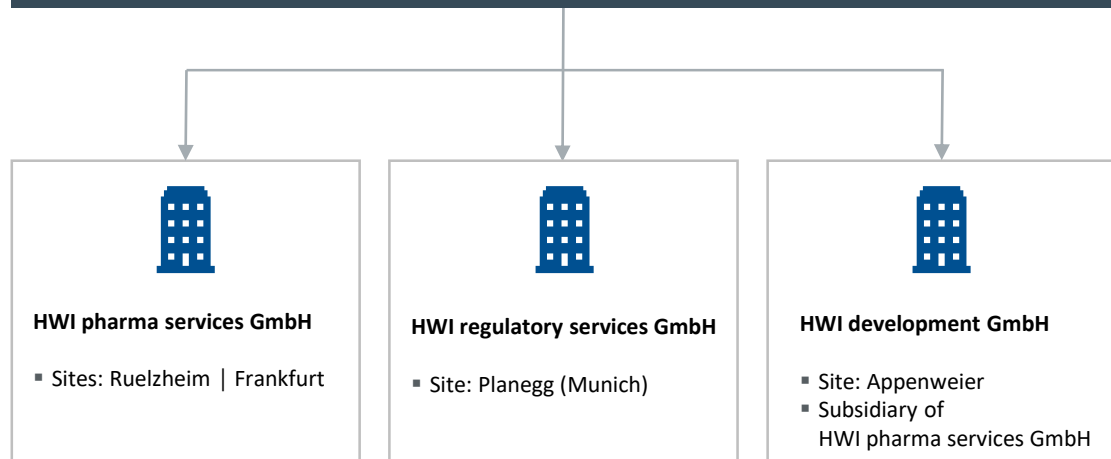 HWI pharma services GmbH
▪ Sites: Ruelzheim | Frankfurt
HWI regulatory services GmbH
▪ Site: Planegg (Munich)
HWI development GmbH
▪ Site: Appenweier
▪ Subsidiary of
HWI pharma services GmbH